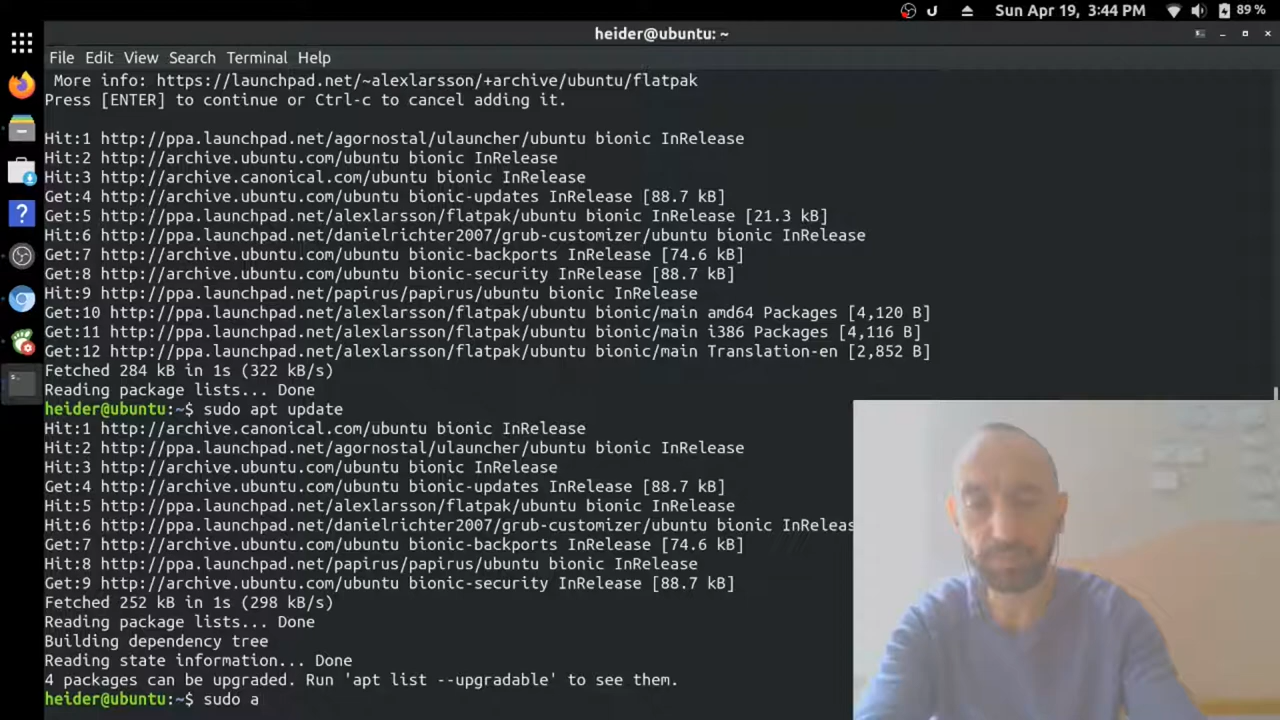 Sun Apr 19, 3:44 PM
89 %
heider@ubuntu: ~
File Edit View Search Terminal Help
More info: https://launchpad.net/~alexlarsson/+archive/ubuntu/flatpak
Press [ENTER] to continue or Ctrl-c to cancel adding it.
Hit:1 http://ppa.launchpad.net/agornostal/ulauncher/ubuntu bionic InRelease
Hit:2 http://archive.ubuntu.com/ubuntu bionic InRelease
Hit:3 http://archive.canonical.com/ubuntu bionic InRelease
Get:4 http://archive.ubuntu.com/ubuntu bionic-updates InRelease [88.7 kB]
Get:5 http://ppa.launchpad.net/alexlarsson/flatpak/ubuntu bionic InRelease [21.3 kB]
Hit:6 http://ppa.launchpad.net/danielrichter2007/grub-customizer/ubuntu bionic InRelease
Get:7 http://archive.ubuntu.com/ubuntu bionic-backports InRelease [74.6 kB]
Get:8 http://archive.ubuntu.com/ubuntu bionic-security InRelease [88.7 kB]
Hit:9 http://ppa.launchpad.net/papirus/papirus/ubuntu bionic InRelease
Get:10 http://ppa.launchpad.net/alexlarsson/flatpak/ubuntu bionic/main amd64 Packages [4,120 B]
Get:11 http://ppa.launchpad.net/alexlarsson/flatpak/ubuntu bionic/main i386 Packages [4,116 B]
Get:12 http://ppa.launchpad.net/alexlarsson/flatpak/ubuntu bionic/main Translation-en [2,852 B]
Fetched 284 kB in 1s (322 kB/s)
Reading package lists... Done
heider@ubuntu:~$ sudo apt update
Hit:1 http://archive.canonical.com/ubuntu bionic InRelease
Hit:2 http://ppa.launchpad.net/agornostal/ulauncher/ubuntu bionic InRelease
Hit:3 http://archive.ubuntu.com/ubuntu bionic InRelease
Get:4 http://archive.ubuntu.com/ubuntu bionic-updates InRelease [88.7 kB]
Hit:5 http://ppa.launchpad.net/alexlarsson/flatpak/ubuntu bionic InRelease
Hit:6 http://ppa.launchpad.net/danielrichter2007/grub-customizer/ubuntu bionic InReleas
Get:7 http://archive.ubuntu.com/ubuntu bionic-backports InRelease [74.6 kB]
Hit:8 http://ppa.launchpad.net/papirus/papirus/ubuntu bionic InRelease
Get:9 http://archive.ubuntu.com/ubuntu bionic-security InRelease [88.7 kB]
Fetched 252 kB in 1s (298 kB/s)
Reading package lists... Done
Building dependency tree
Reading state information... Done
4 packages can be upgraded. Run 'apt list --upgradable' to see them.
heider@ubuntu:~$ sudo a